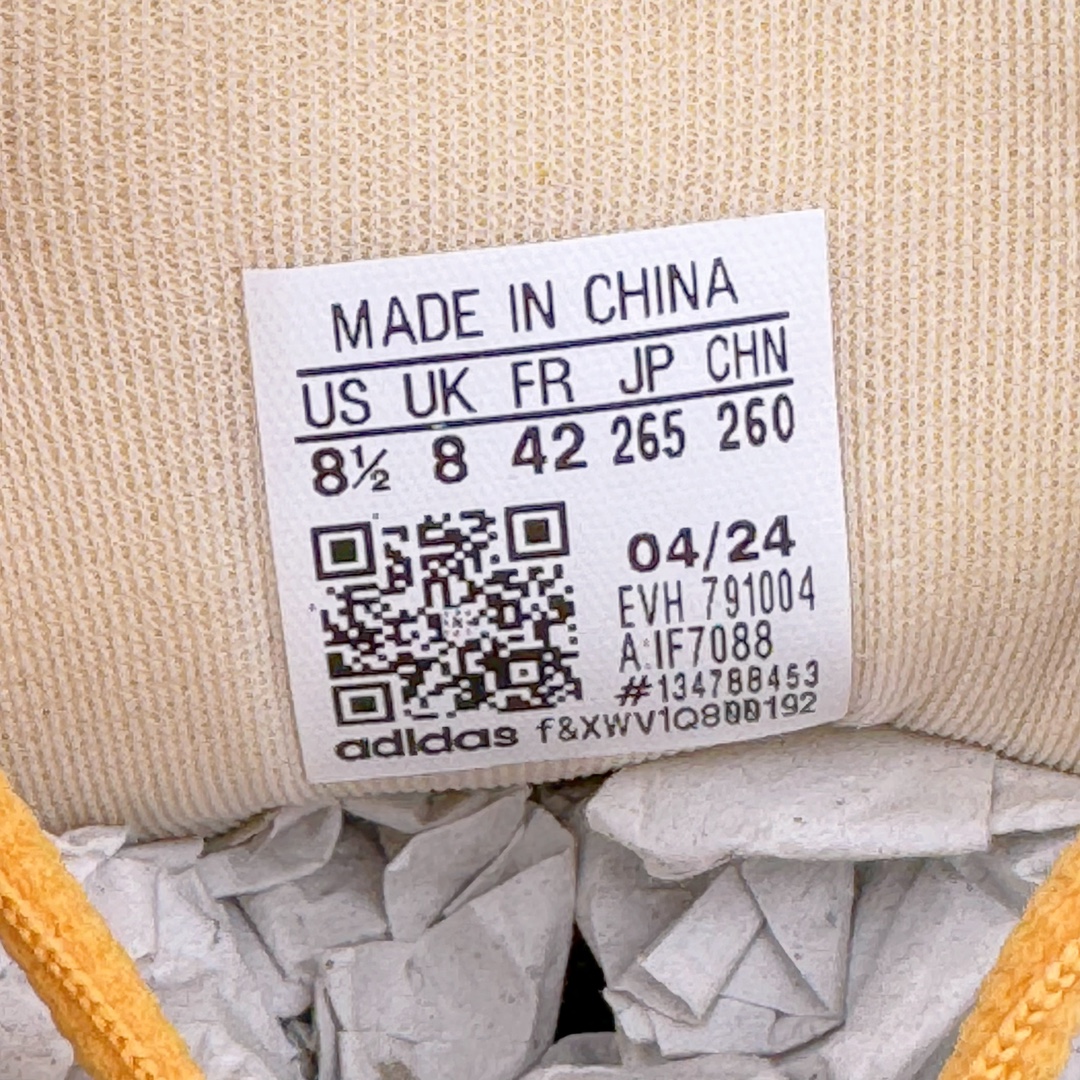 MADE IN CHINA
US UK FR JP CHN
8½ 8 42 265 260
04/24
EVH 791004
A:IF7088
#134788453
adidas f&XWV1Q800192